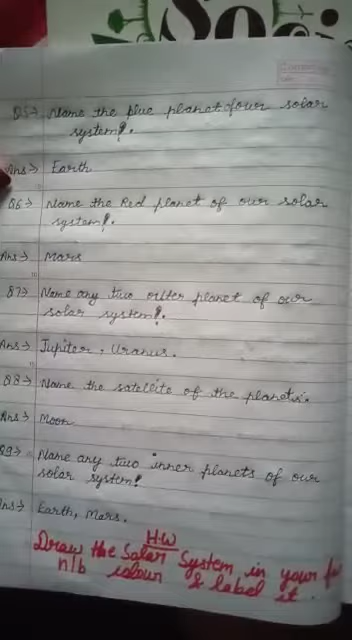 Q5→ Name the blue planet of our solar
system?.
Ans→ Earth
Q6→ Name the Red planet of our solar
system?.
Ans→ Mars
Q7→ Name any two outer planet of our
solar system?.
Ans→ Jupiter, Uranus.
Q8→ Name the satellite of the planets.
Ans→ Moon
Q9→ Name any two inner planets of our
solar system?
Ans→ Earth, Mars.
H.W
Draw the Solar System in your
n/b colour & label it.